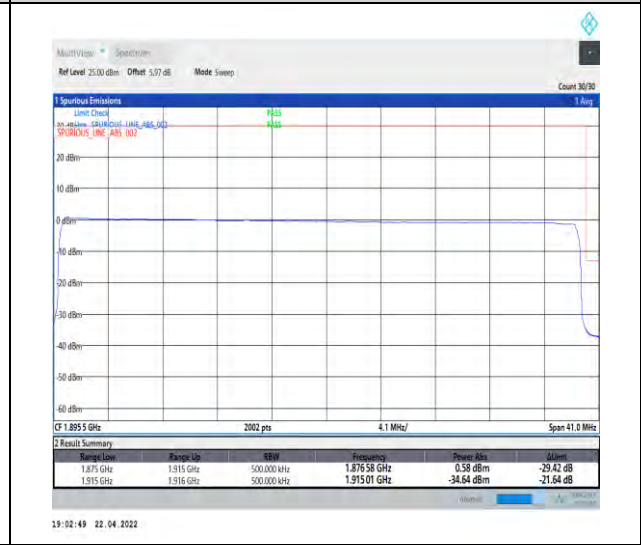 MultiView Spectrum
Ref Level 25.00 dBm Offset 5.97 dB Mode Sweep
Count 30/30
1 Spurious Emissions 1 Avg
Limit Check PASS
Line SPURIOUS_LINE_ABS_002 PASS
SPURIOUS_LINE_ABS_002
20 dBm
10 dBm
0 dBm
-10 dBm
-20 dBm
-30 dBm
-40 dBm
-50 dBm
-60 dBm
CF 1.895 5 GHz 2002 pts 4.1 MHz/ Span 41.0 MHz
2 Result Summary
Range Low Range Up RBW Frequency Power Abs ΔLimit
1.875 GHz 1.915 GHz 500.000 kHz 1.876 58 GHz 0.58 dBm -29.42 dB
1.915 GHz 1.916 GHz 500.000 kHz 1.915 01 GHz -34.64 dBm -21.64 dB
19:02:49 22.04.2022